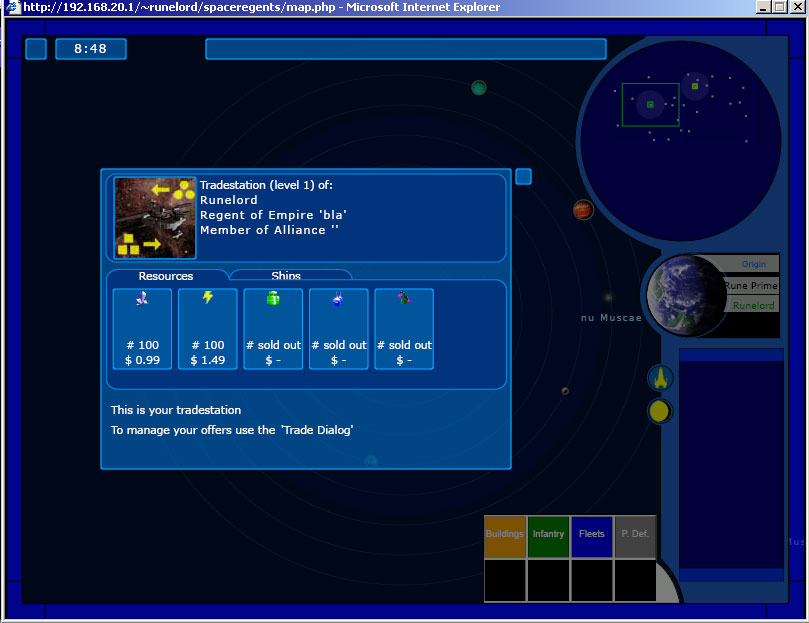 http://192.168.20.1/~runelord/spaceregents/map.php - Microsoft Internet Explorer
8:48
Tradestation (level 1) of:
Runelord
Regent of Empire 'bla'
Member of Alliance ''
Resources Ships
# 100 # 100 # sold out # sold out # sold out
$ 0.99 $ 1.49 $ - $ - $ -
This is your tradestation
To manage your offers use the 'Trade Dialog'
Origin
Rune Prime
Runelord
nu Muscae
Buildings Infantry Fleets P. Def.